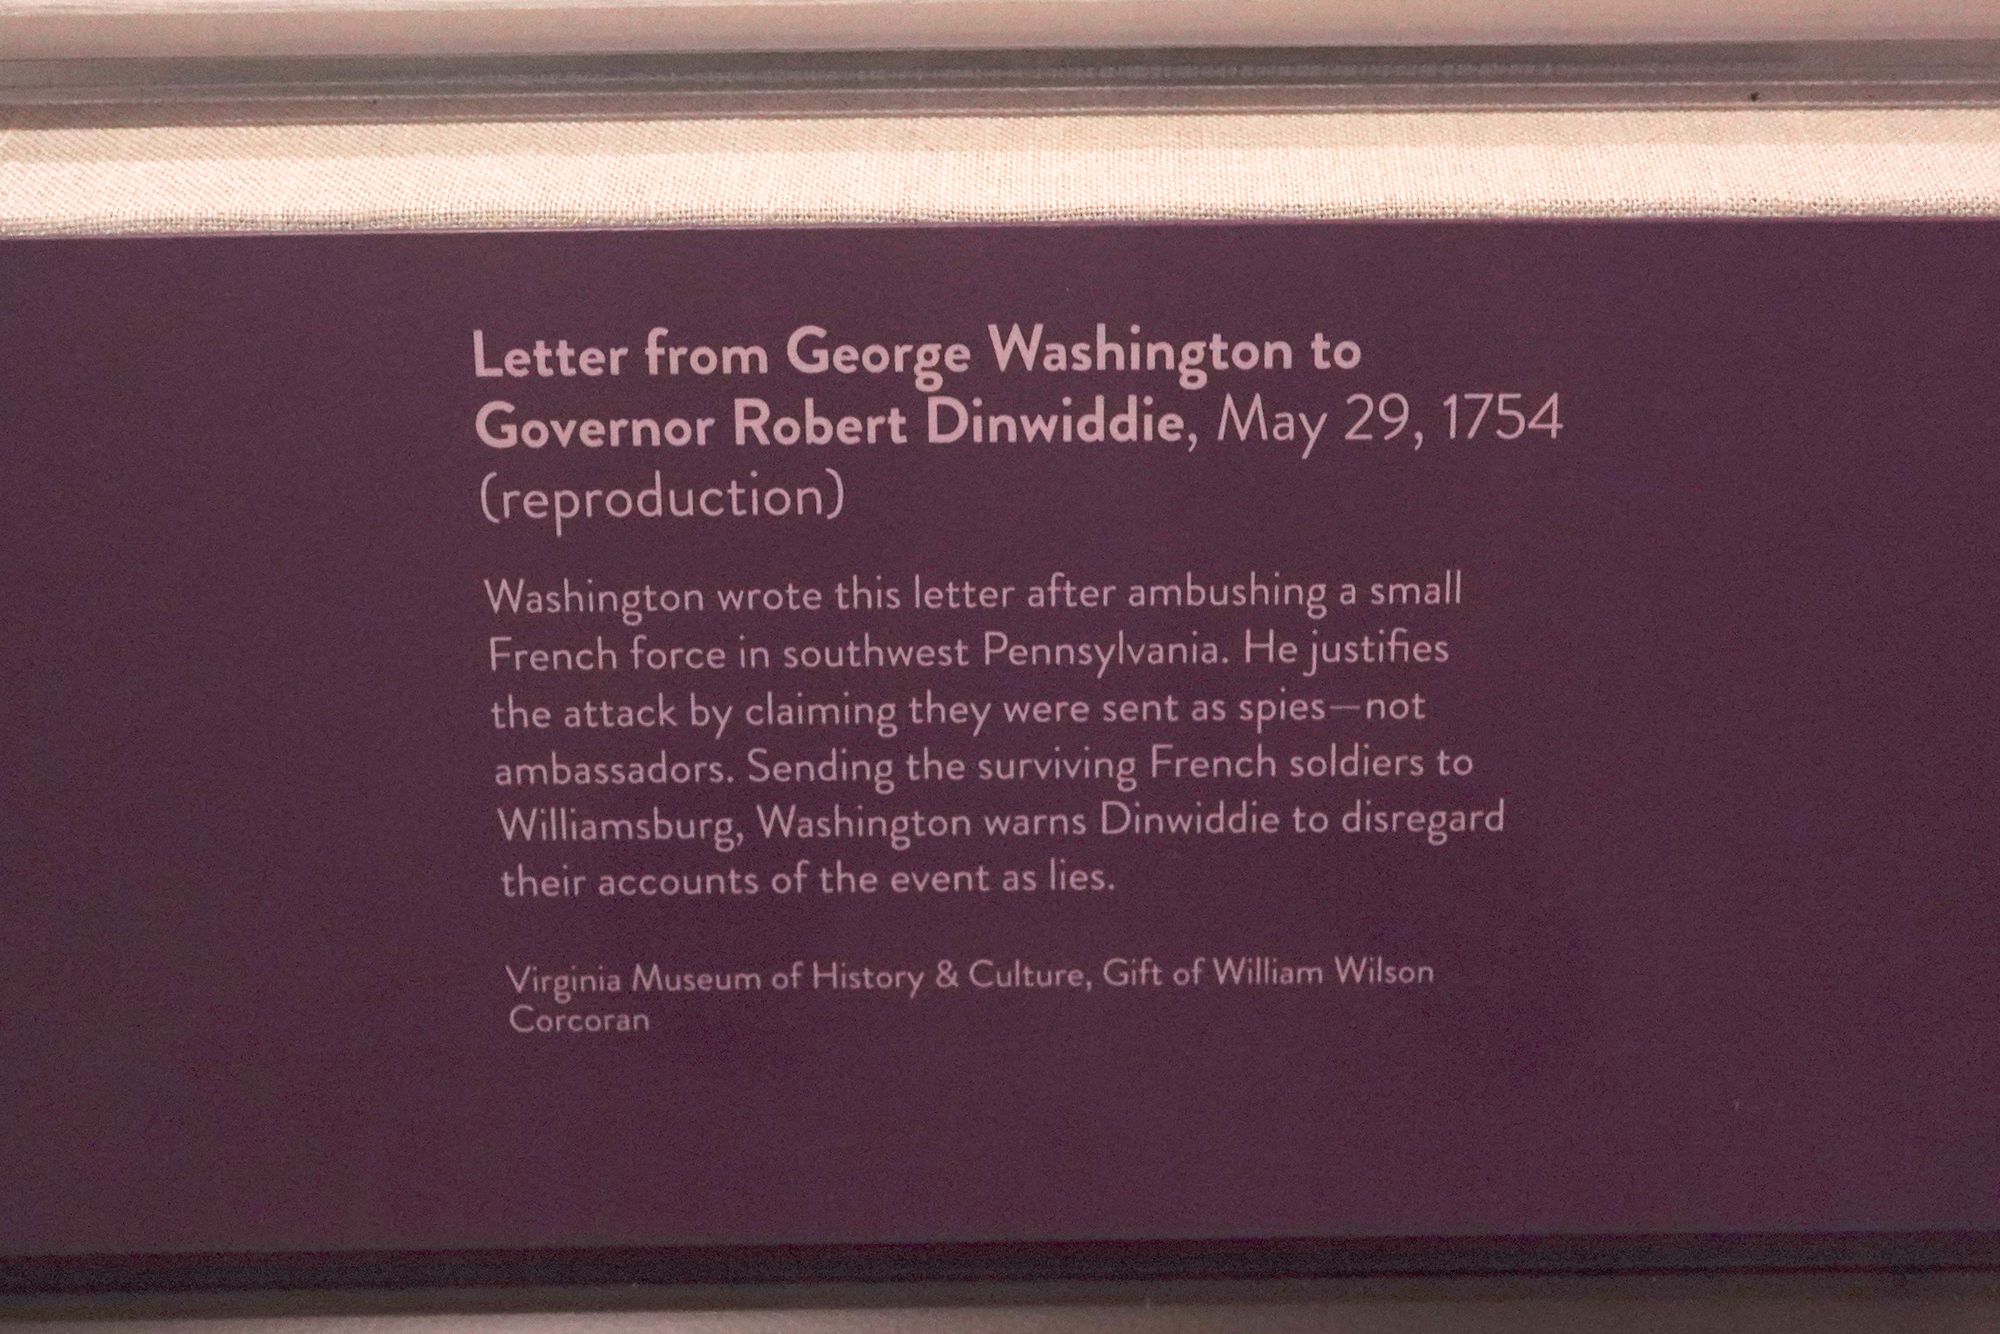 Letter from George Washington to
Governor Robert Dinwiddie, May 29, 1754
(reproduction)
Washington wrote this letter after ambushing a small
French force in southwest Pennsylvania. He justifies
the attack by claiming they were sent as spies—not
ambassadors. Sending the surviving French soldiers to
Williamsburg, Washington warns Dinwiddie to disregard
their accounts of the event as lies.
Virginia Museum of History & Culture, Gift of William Wilson
Corcoran